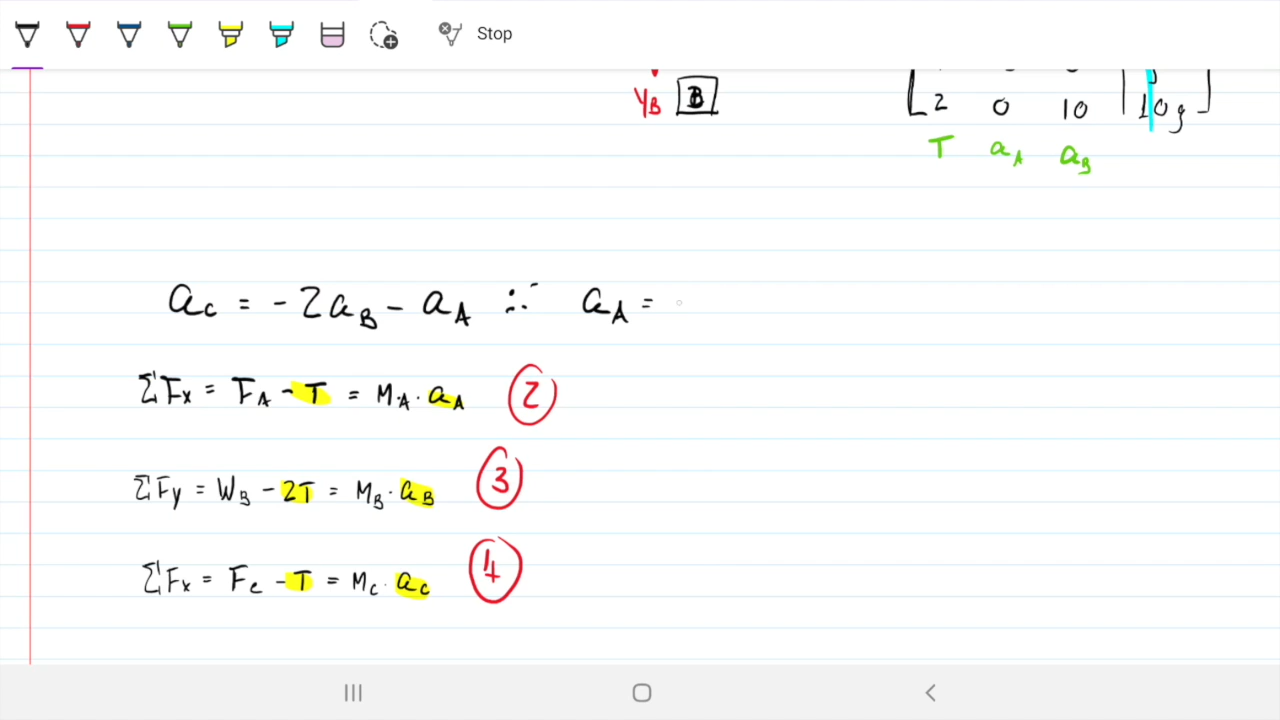 Stop
y_B B
2 0 10 | 10g
T a_A a_B
a_C = -2a_B - a_A ∴ a_A =
ΣF_x = F_A - T = M_A · a_A (2)
ΣF_y = W_B - 2T = M_B · a_B (3)
ΣF_x = F_C - T = M_C · a_C (4)